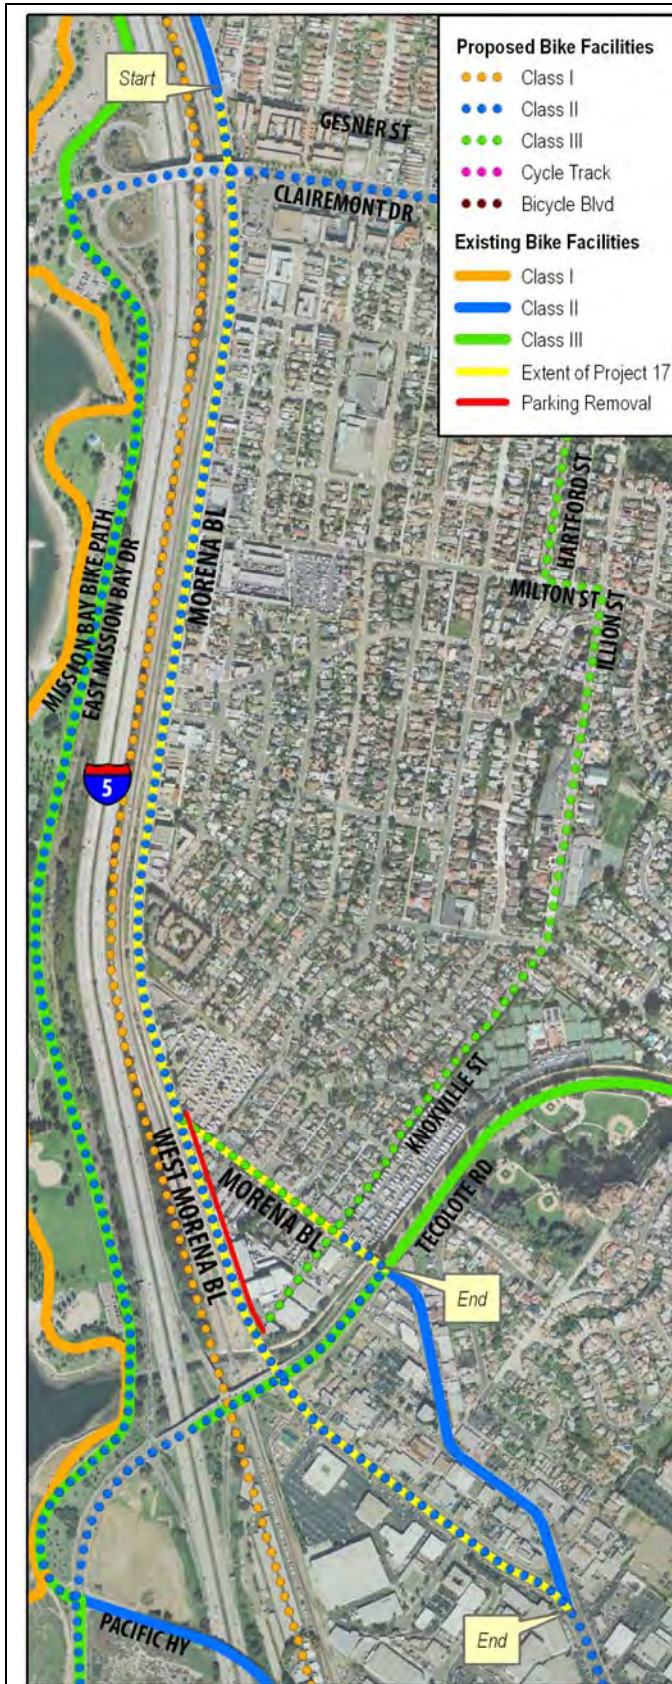 Start
GESNER ST
CLAIREMONT DR
Proposed Bike Facilities
Class I
Class II
Class III
Cycle Track
Bicycle Blvd
Existing Bike Facilities
Class I
Class II
Class III
Extent of Project 17
Parking Removal
MORENA BL
HARTFORD ST
MILTON ST
ILLION ST
MISSION BAY BIKE PATH
EAST MISSION BAY DR
5
KNOXVILLE ST
WEST MORENA BL
MORENA BL
TECOLOTE RD
End
End
PACIFIC HY